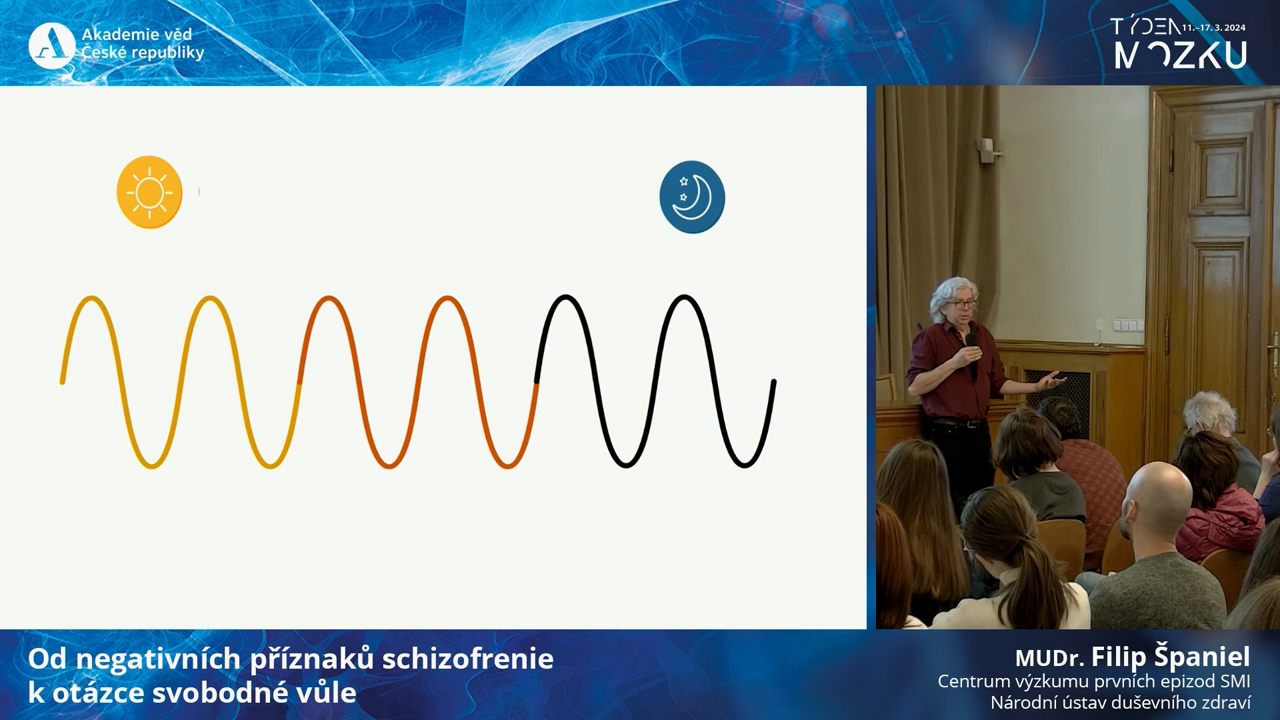 Akademie věd
České republiky
TÝDEN 11.–17. 3. 2024
MOZKU
Od negativních příznaků schizofrenie
k otázce svobodné vůle
MUDr. Filip Španiel
Centrum výzkumu prvních epizod SMI
Národní ústav duševního zdraví